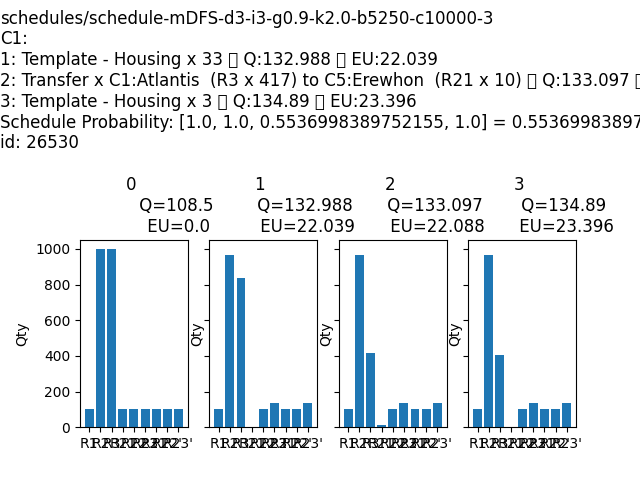 schedules/schedule-mDFS-d3-i3-g0.9-k2.0-b5250-c10000-3
C1:
1: Template - Housing x 33 Q:132.988 EU:22.039
2: Transfer x C1:Atlantis (R3 x 417) to C5:Erewhon (R21 x 10) Q:133.097
3: Template - Housing x 3 Q:134.89 EU:23.396
Schedule Probability: [1.0, 1.0, 0.5536998389752155, 1.0] = 0.55369983897
id: 26530
0 1 2 3
Q=108.5 Q=132.988 Q=133.097 Q=134.89
EU=0.0 EU=22.039 EU=22.088 EU=23.396
1000
800
600
400
200
0
Qty Qty Qty Qty